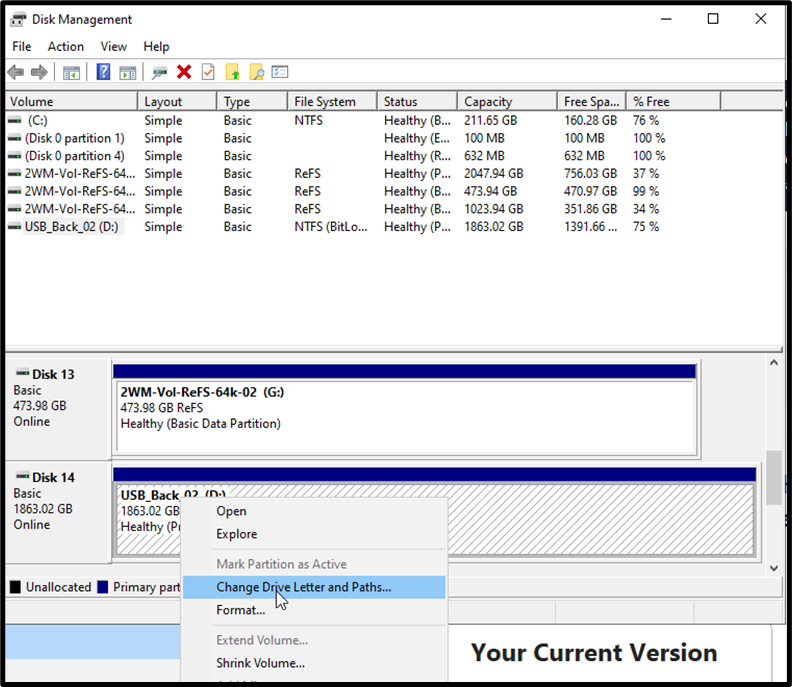 Disk Management
File Action View Help
Volume Layout Type File System Status Capacity Free Spa... % Free
(C:) Simple Basic NTFS Healthy (B... 211.65 GB 160.28 GB 76 %
(Disk 0 partition 1) Simple Basic Healthy (E... 100 MB 100 MB 100 %
(Disk 0 partition 4) Simple Basic Healthy (R... 632 MB 632 MB 100 %
2WM-Vol-ReFS-64... Simple Basic ReFS Healthy (P... 2047.94 GB 756.03 GB 37 %
2WM-Vol-ReFS-64... Simple Basic ReFS Healthy (B... 473.94 GB 470.97 GB 99 %
2WM-Vol-ReFS-64... Simple Basic ReFS Healthy (B... 1023.94 GB 351.86 GB 34 %
USB_Back_02 (D:) Simple Basic NTFS (BitLo... Healthy (P... 1863.02 GB 1391.66 ... 75 %
Disk 13
Basic
473.98 GB
Online
2WM-Vol-ReFS-64k-02 (G:)
473.98 GB ReFS
Healthy (Basic Data Partition)
Disk 14
Basic
1863.02 GB
Online
USB_Back_02 (D:)
1863.02 GB
Healthy (Pr
Open
Explore
Mark Partition as Active
Change Drive Letter and Paths...
Format...
Extend Volume...
Shrink Volume...
Unallocated Primary part
Your Current Version